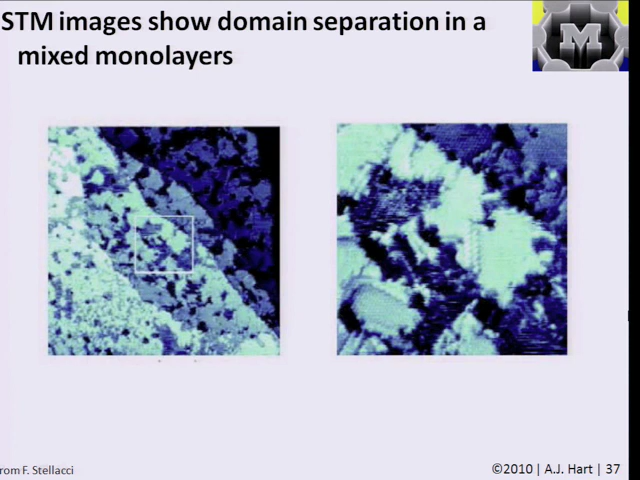 STM images show domain separation in a
mixed monolayers
M
rom F. Stellacci
©2010 | A.J. Hart | 37